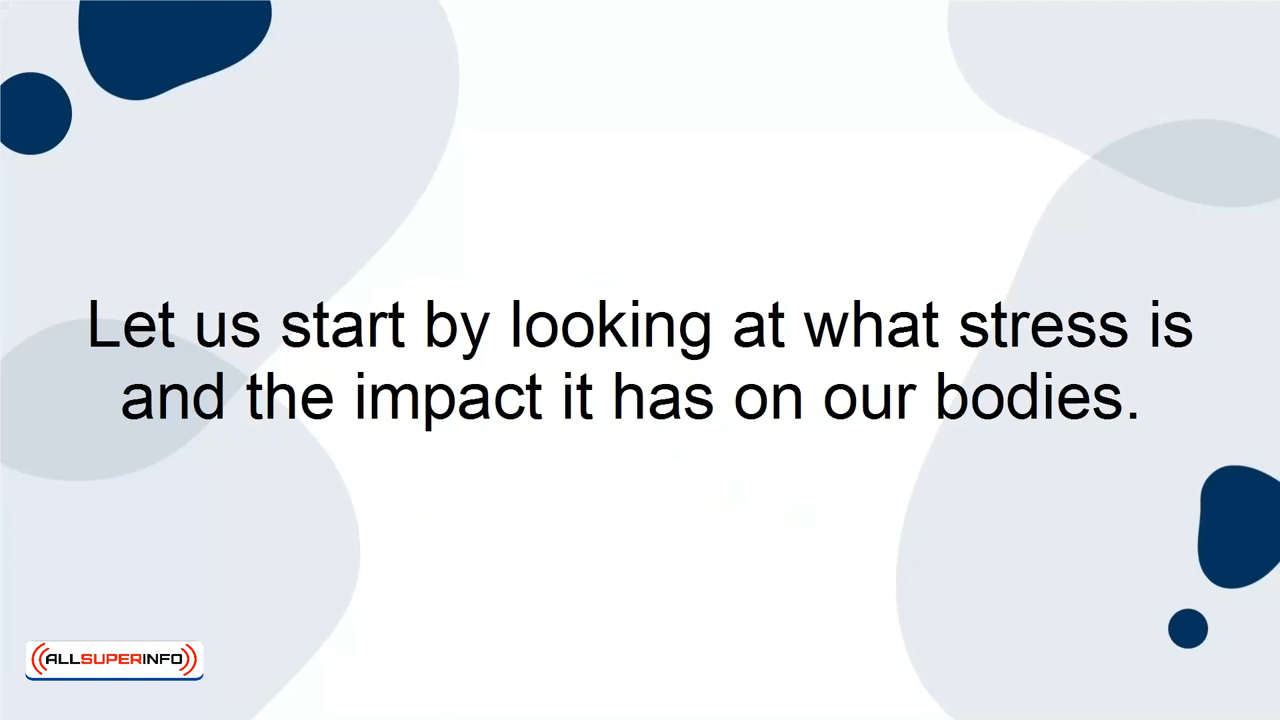 Let us start by looking at what stress is
and the impact it has on our bodies.
ALLSUPERINFO